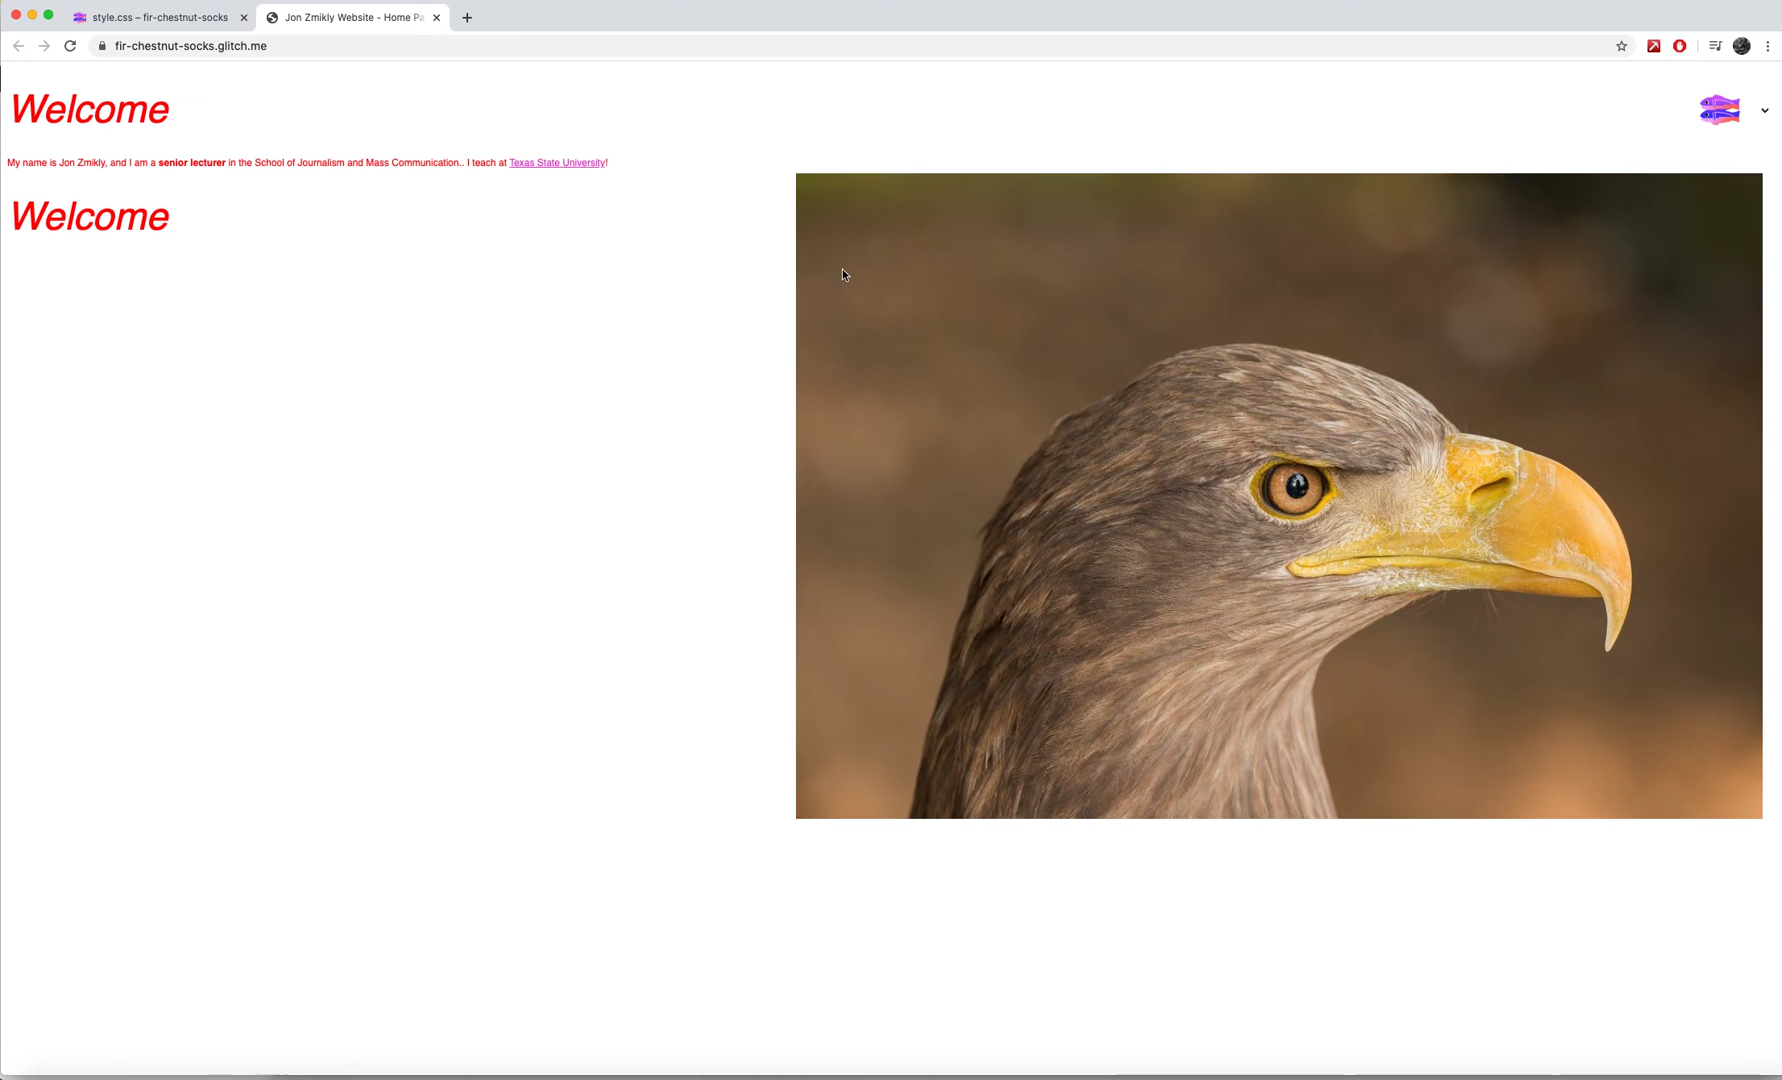 style.css – fir-chestnut-socks
Jon Zmikly Website - Home Pa
fir-chestnut-socks.glitch.me
Welcome
My name is Jon Zmikly, and I am a senior lecturer in the School of Journalism and Mass Communication.. I teach at Texas State University!
Welcome